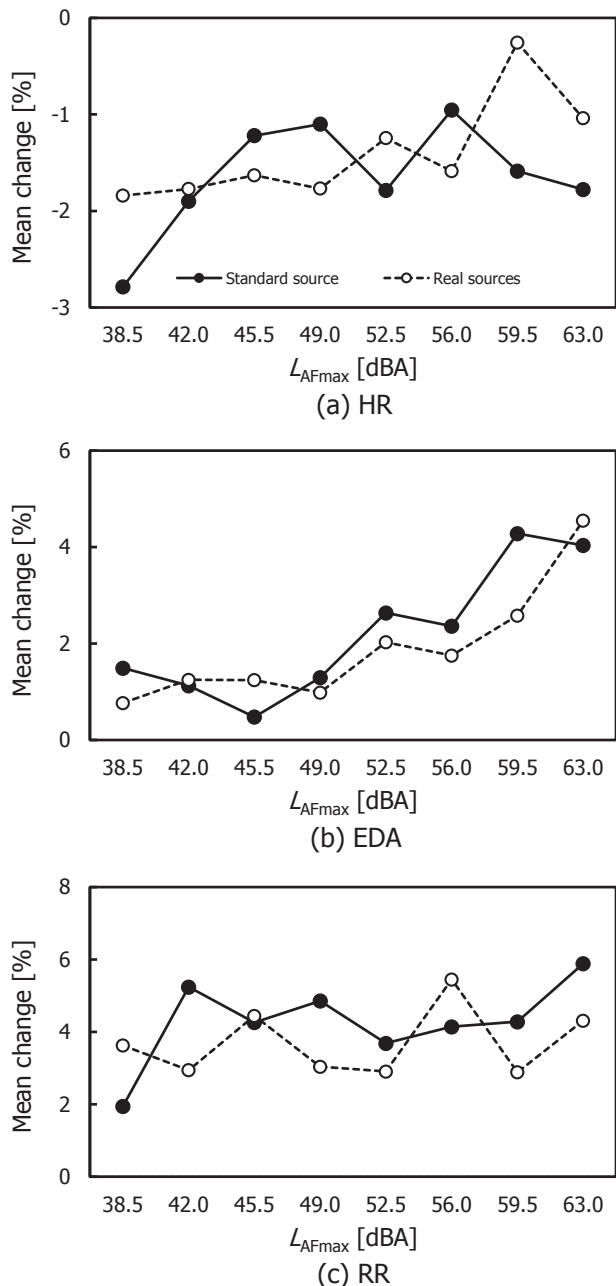 0
-1
-2
-3
Mean change [%]
Standard source
Real sources
38.5 42.0 45.5 49.0 52.5 56.0 59.5 63.0
LAFmax [dBA]
(a) HR
6
4
2
0
Mean change [%]
38.5 42.0 45.5 49.0 52.5 56.0 59.5 63.0
LAFmax [dBA]
(b) EDA
8
6
4
2
0
Mean change [%]
38.5 42.0 45.5 49.0 52.5 56.0 59.5 63.0
LAFmax [dBA]
(c) RR